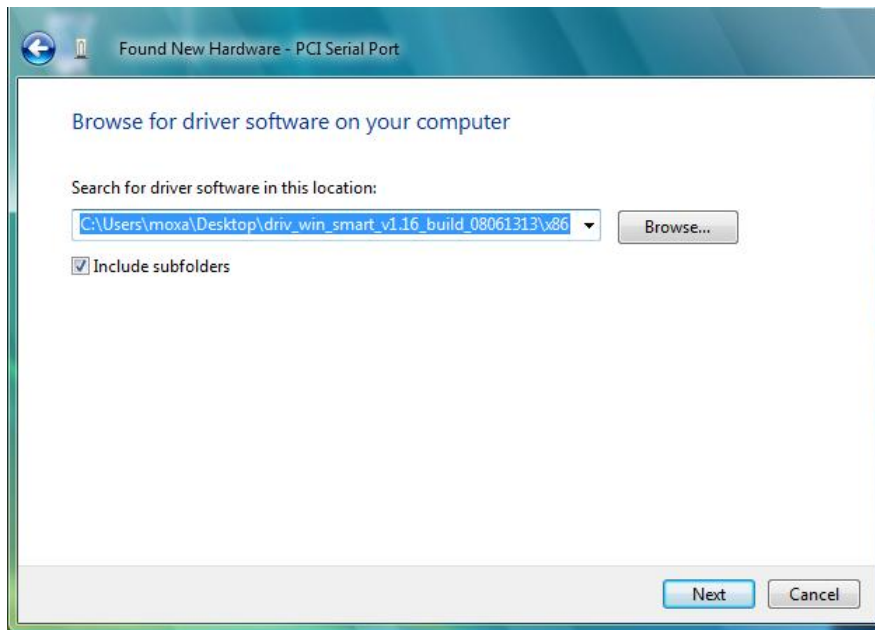 Found New Hardware - PCI Serial Port
Browse for driver software on your computer
Search for driver software in this location:
C:\Users\moxa\Desktop\driv_win_smart_v1.16_build_08061313\x86
Browse...
Include subfolders
Next
Cancel